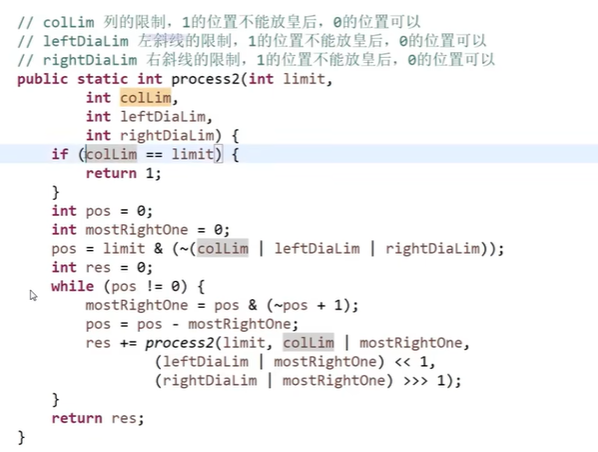 // colLim 列的限制，1的位置不能放皇后，0的位置可以
// leftDiaLim 左斜线的限制，1的位置不能放皇后，0的位置可以
// rightDiaLim 右斜线的限制，1的位置不能放皇后，0的位置可以
public static int process2(int limit,
        int colLim,
        int leftDiaLim,
        int rightDiaLim) {
    if (colLim == limit) {
        return 1;
    }
    int pos = 0;
    int mostRightOne = 0;
    pos = limit & (~(colLim | leftDiaLim | rightDiaLim));
    int res = 0;
    while (pos != 0) {
        mostRightOne = pos & (~pos + 1);
        pos = pos - mostRightOne;
        res += process2(limit, colLim | mostRightOne,
                (leftDiaLim | mostRightOne) << 1,
                (rightDiaLim | mostRightOne) >>> 1);
    }
    return res;
}